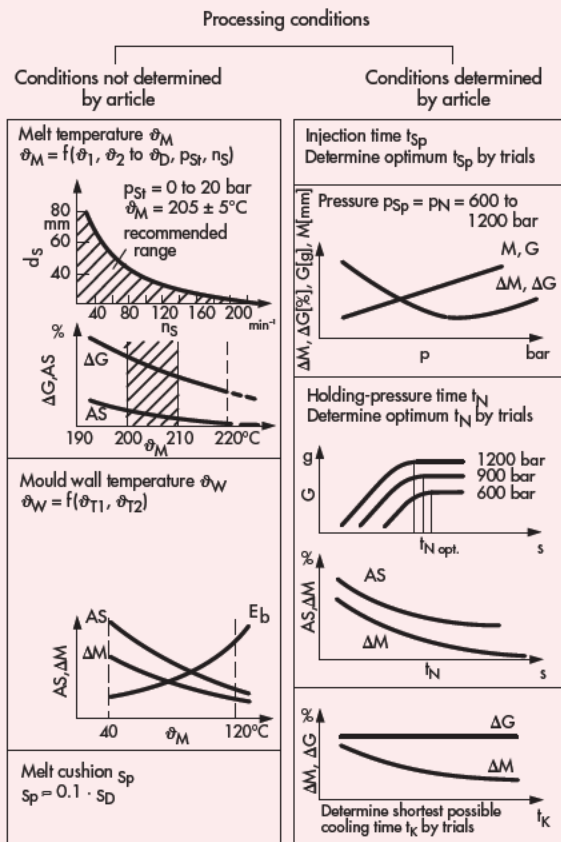 Processing conditions
Conditions not determined
by article
Melt temperature ϑM
ϑM = f(ϑ1, ϑ2 to ϑD, pSt, nS)
pSt = 0 to 20 bar
ϑM = 205 ± 5°C
recommended
range
80
mm
60
dS
40
40 80 120 160 200 min⁻¹
nS
%
ΔG,AS
ΔG
AS
190 200 210 220°C
ϑM
Mould wall temperature ϑW
ϑW = f(ϑT1, ϑT2)
AS
Eb
ΔM
AS,ΔM
40 ϑM 120°C
Melt cushion sp
sp = 0.1 · sD
Conditions determined
by article
Injection time tSp
Determine optimum tSp by trials
Pressure pSp = pN = 600 to
1200 bar
ΔM, ΔG[%], G[g], M[mm]
M, G
ΔM, ΔG
p bar
Holding-pressure time tN
Determine optimum tN by trials
g
G
1200 bar
900 bar
600 bar
tN opt. s
%
AS,ΔM
AS
ΔM
tN s
%
ΔM, ΔG
ΔG
ΔM
Determine shortest possible
cooling time tK by trials
tK